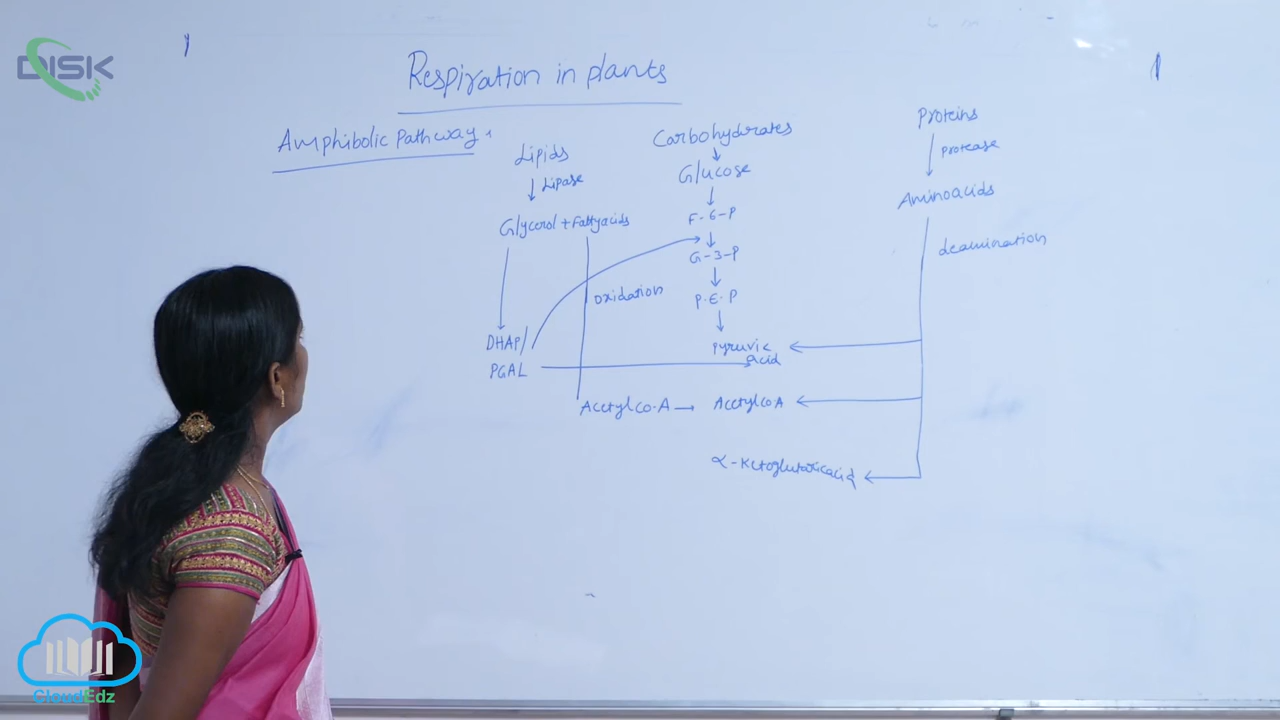 DISK
Respiration in plants
Amphibolic Pathway.
Lipids
Lipase
Glycerol + Fattyacids
oxidation
DHAP/
PGAL
AcetylCo.A
Carbohydrates
Glucose
F-6-P
G-3-P
P.E.P
Pyruvic
acid
AcetylCoA
α-Ketoglutaricacid
Proteins
Protease
Aminoacids
deamination
CloudEdz